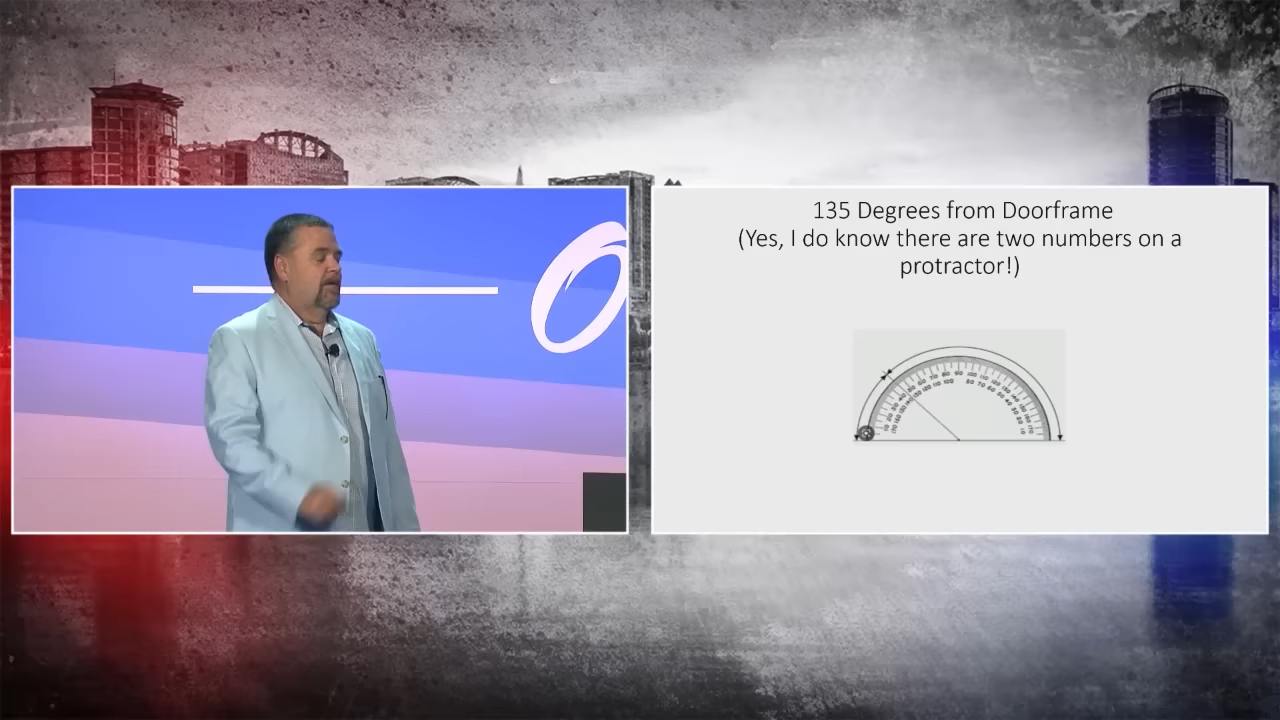 135 Degrees from Doorframe
(Yes, I do know there are two numbers on a
protractor!)